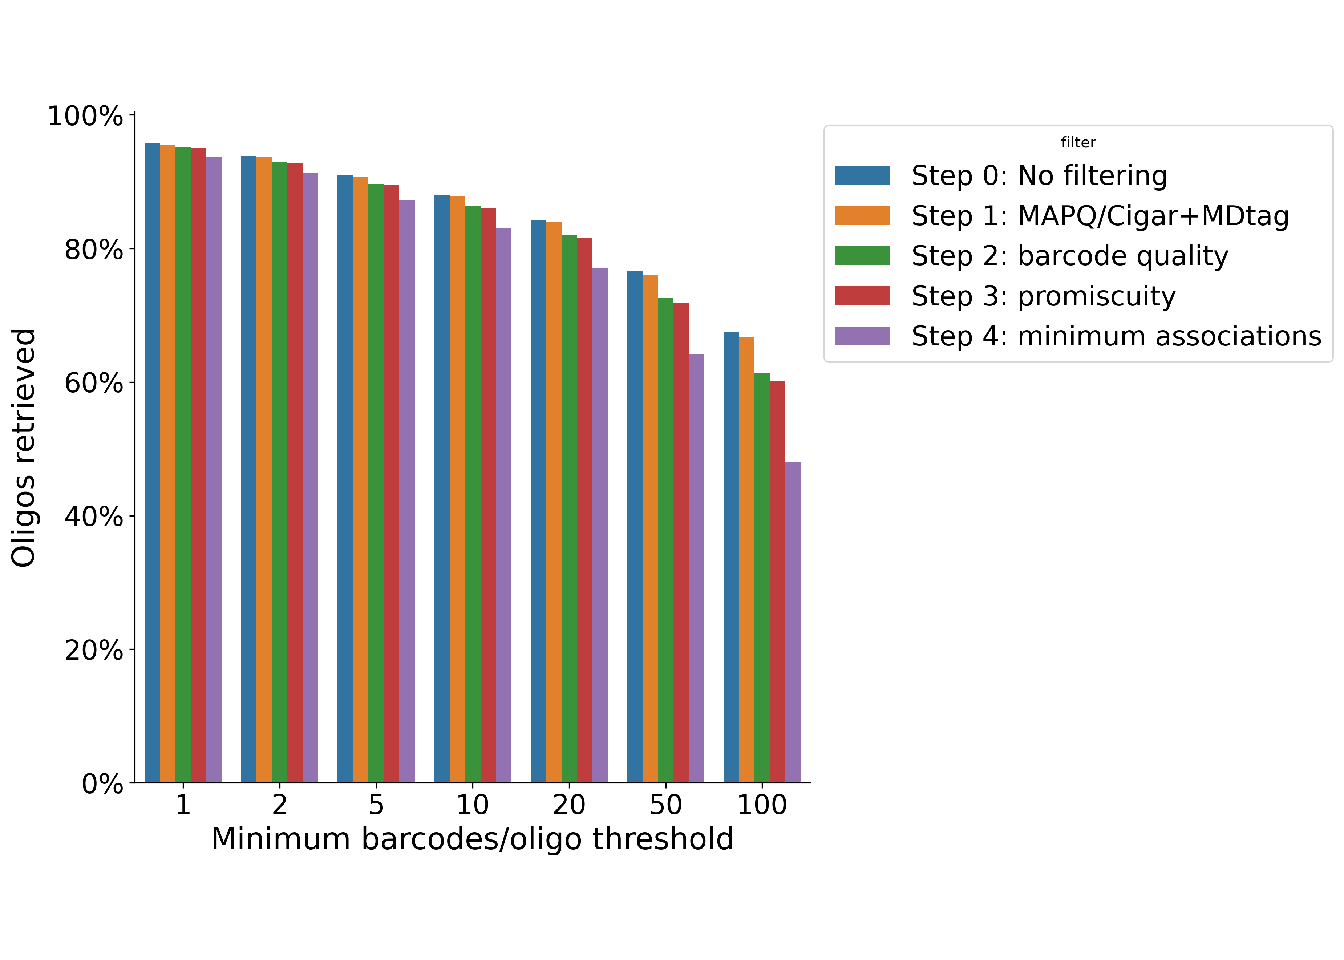 100%
80%
60%
40%
20%
0%
Oligos retrieved
1 2 5 10 20 50 100
Minimum barcodes/oligo threshold
filter
Step 0: No filtering
Step 1: MAPQ/Cigar+MDtag
Step 2: barcode quality
Step 3: promiscuity
Step 4: minimum associations